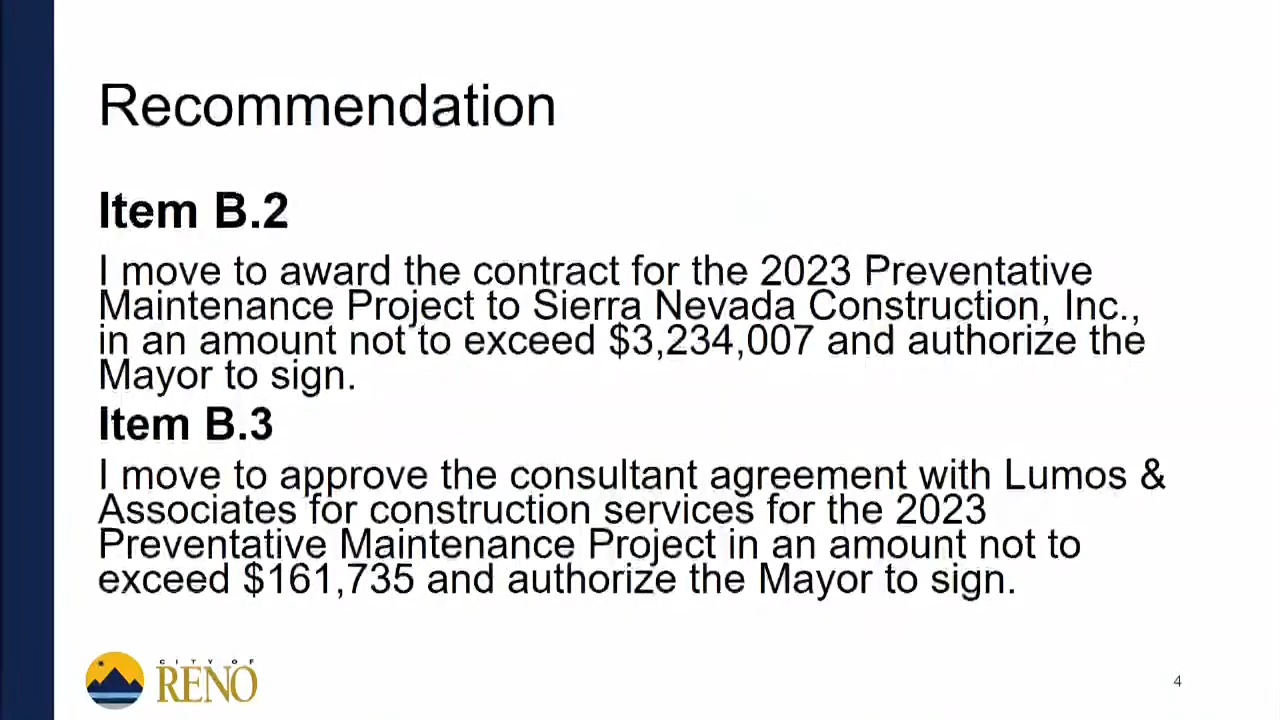 Recommendation
Item B.2
I move to award the contract for the 2023 Preventative
Maintenance Project to Sierra Nevada Construction, Inc.,
in an amount not to exceed $3,234,007 and authorize the
Mayor to sign.
Item B.3
I move to approve the consultant agreement with Lumos &
Associates for construction services for the 2023
Preventative Maintenance Project in an amount not to
exceed $161,735 and authorize the Mayor to sign.
CITY OF
RENO
4